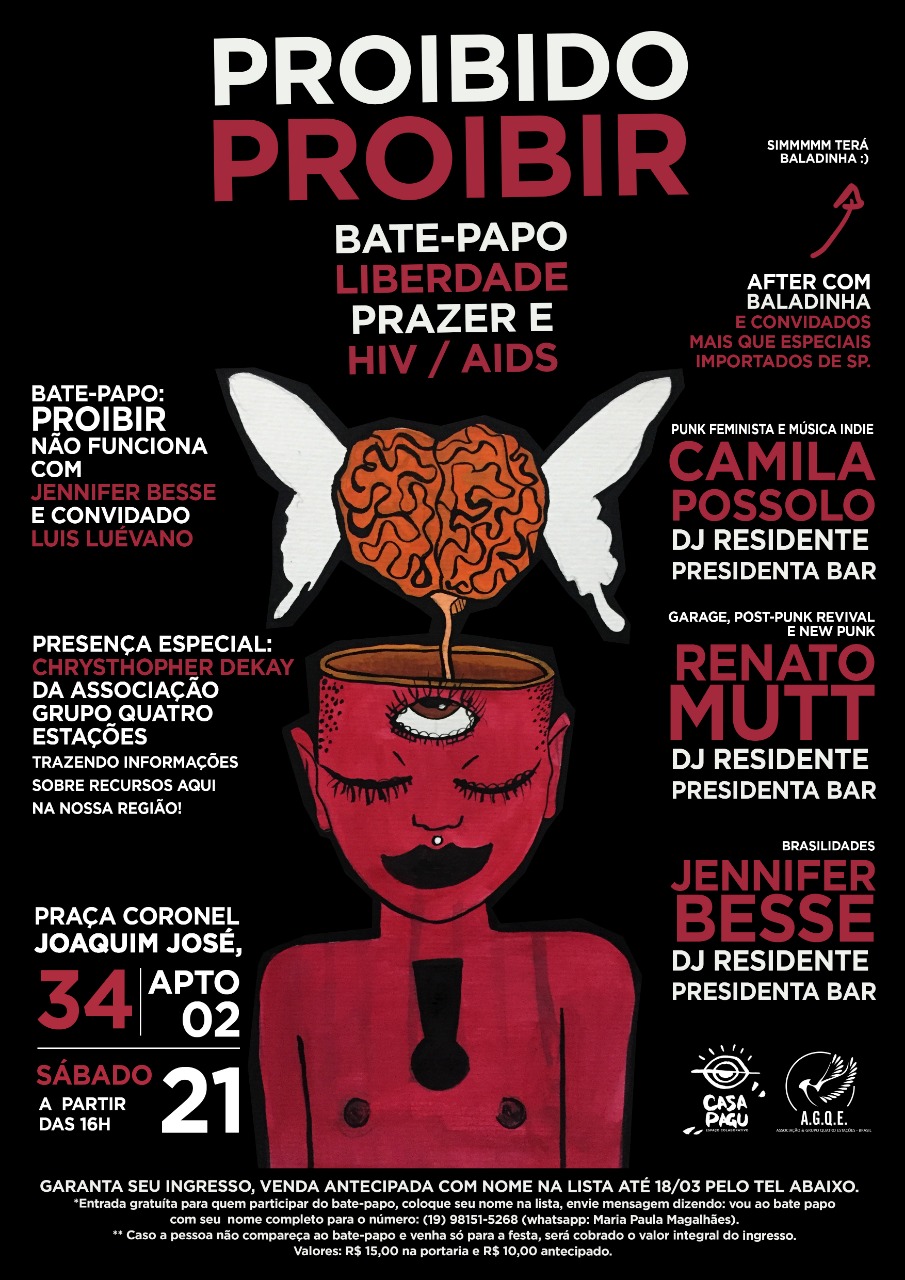 PROIBIDO
PROIBIR
BATE-PAPO
LIBERDADE
PRAZER E
HIV / AIDS
SIMMMMM TERÁ
BALADINHA :)
AFTER COM
BALADINHA
E CONVIDADOS
MAIS QUE ESPECIAIS
IMPORTADOS DE SP.
BATE-PAPO:
PROIBIR
NÃO FUNCIONA
COM
JENNIFER BESSE
E CONVIDADO
LUIS LUÉVANO
PRESENÇA ESPECIAL:
CHRYSTHOPHER DEKAY
DA ASSOCIAÇÃO
GRUPO QUATRO
ESTAÇÕES
TRAZENDO INFORMAÇÕES
SOBRE RECURSOS AQUI
NA NOSSA REGIÃO!
PUNK FEMINISTA E MÚSICA INDIE
CAMILA
POSSOLO
DJ RESIDENTE
PRESIDENTA BAR
GARAGE, POST-PUNK REVIVAL
E NEW PUNK
RENATO
MUTT
DJ RESIDENTE
PRESIDENTA BAR
BRASILIDADES
JENNIFER
BESSE
DJ RESIDENTE
PRESIDENTA BAR
PRAÇA CORONEL
JOAQUIM JOSÉ,
34 APTO
02
SÁBADO 21
A PARTIR
DAS 16H
CASA
PAGU
ESPAÇO COLABORATIVO
A.G.Q.E.
ASSOCIAÇÃO & GRUPO QUATRO ESTAÇÕES - BRASIL
GARANTA SEU INGRESSO, VENDA ANTECIPADA COM NOME NA LISTA ATÉ 18/03 PELO TEL ABAIXO.
*Entrada gratuíta para quem participar do bate-papo, coloque seu nome na lista, envie mensagem dizendo: vou ao bate papo
com seu nome completo para o número: (19) 98151-5268 (whatsapp: Maria Paula Magalhães).
** Caso a pessoa não compareça ao bate-papo e venha só para a festa, será cobrado o valor integral do ingresso.
Valores: R$ 15,00 na portaria e R$ 10,00 antecipado.